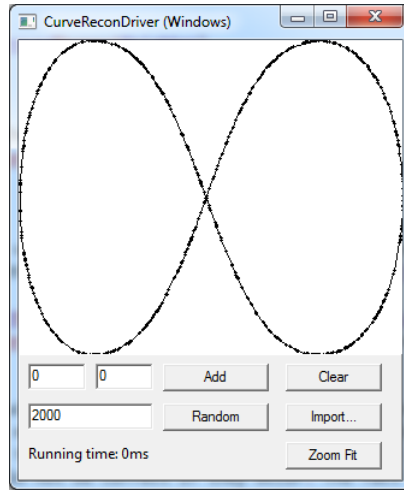 CurveReconDriver (Windows)
0 0 Add Clear
2000 Random Import...
Running time: 0ms Zoom Fit